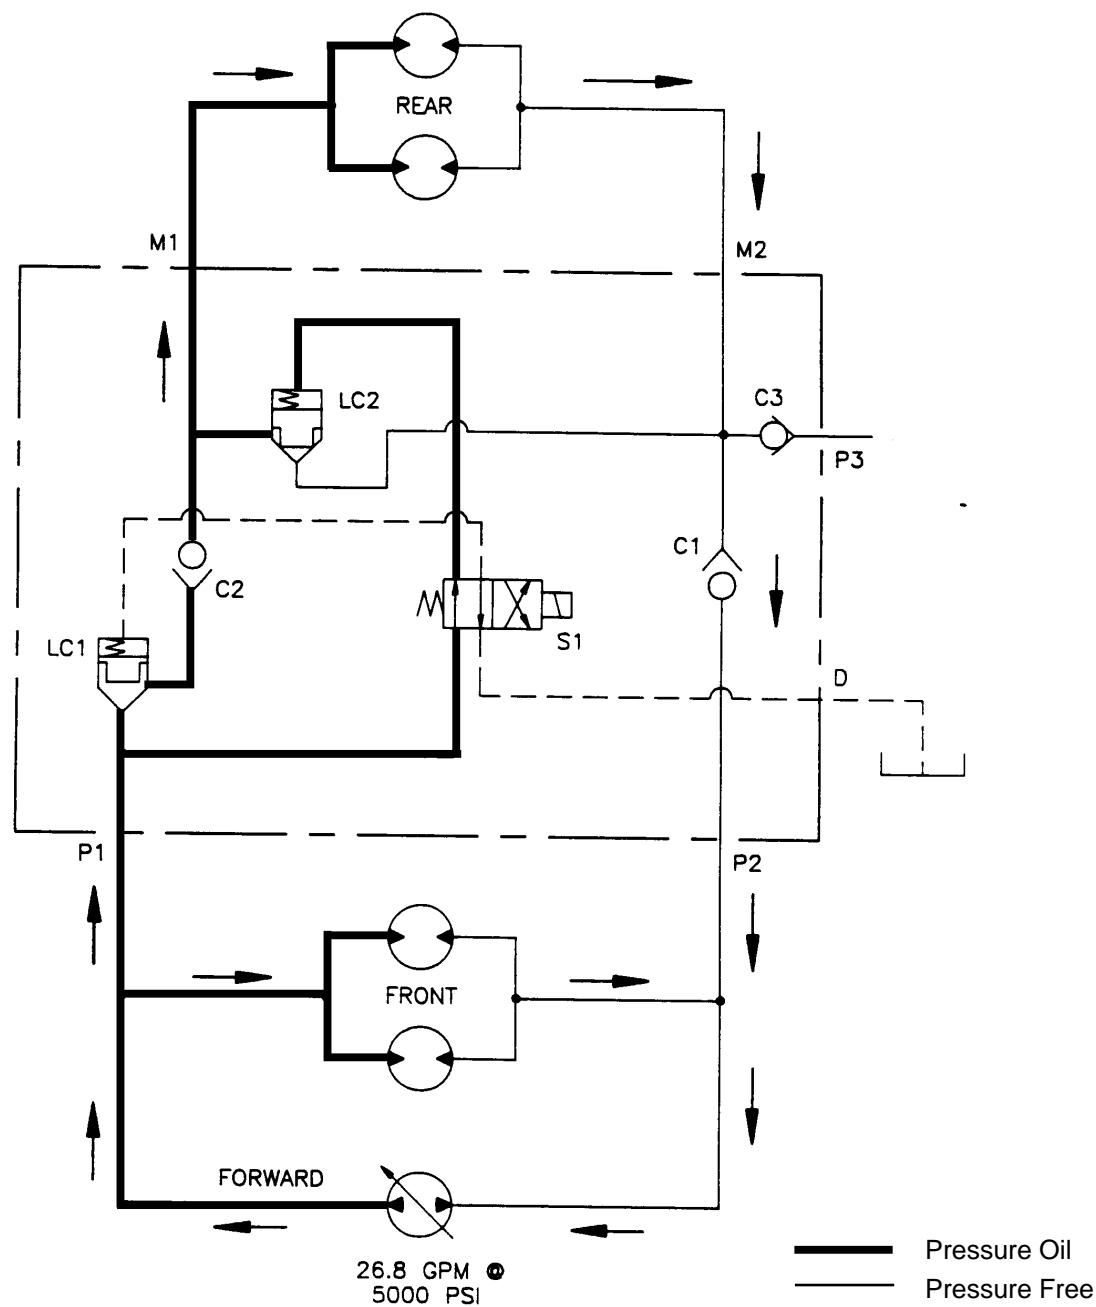 REAR
M1
M2
LC2
C3
P3
C1
C2
LC1
S1
D
P1
P2
FRONT
FORWARD
26.8 GPM @
5000 PSI
Pressure Oil
Pressure Free